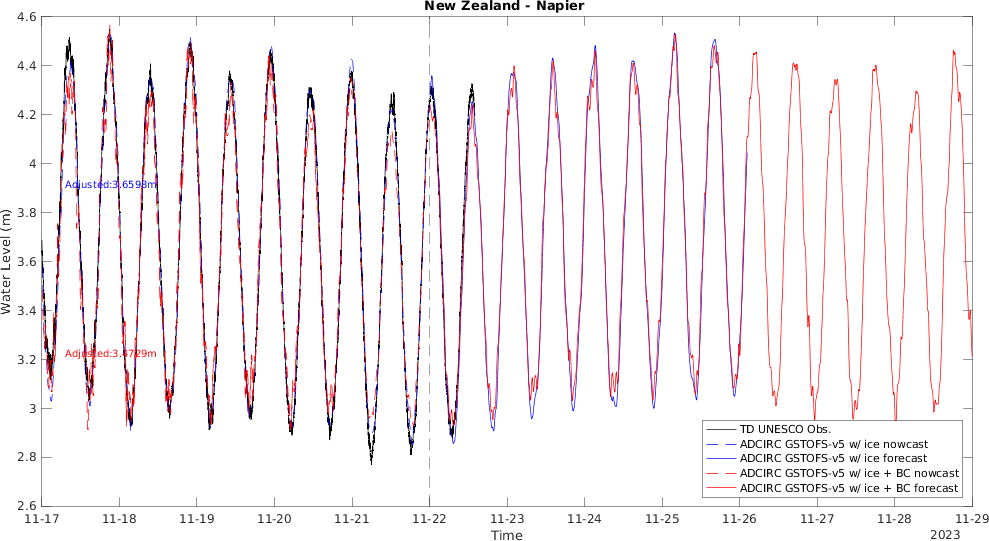 New Zealand - Napier
4.6
4.4
4.2
4
3.8
3.6
3.4
3.2
3
2.8
2.6
Water Level (m)
Adjusted:3.6593m
Adjusted:3.4729m
TD UNESCO Obs.
ADCIRC GSTOFS-v5 w/ ice nowcast
ADCIRC GSTOFS-v5 w/ ice forecast
ADCIRC GSTOFS-v5 w/ ice + BC nowcast
ADCIRC GSTOFS-v5 w/ ice + BC forecast
11-17 11-18 11-19 11-20 11-21 11-22 11-23 11-24 11-25 11-26 11-27 11-28 11-29
Time
2023